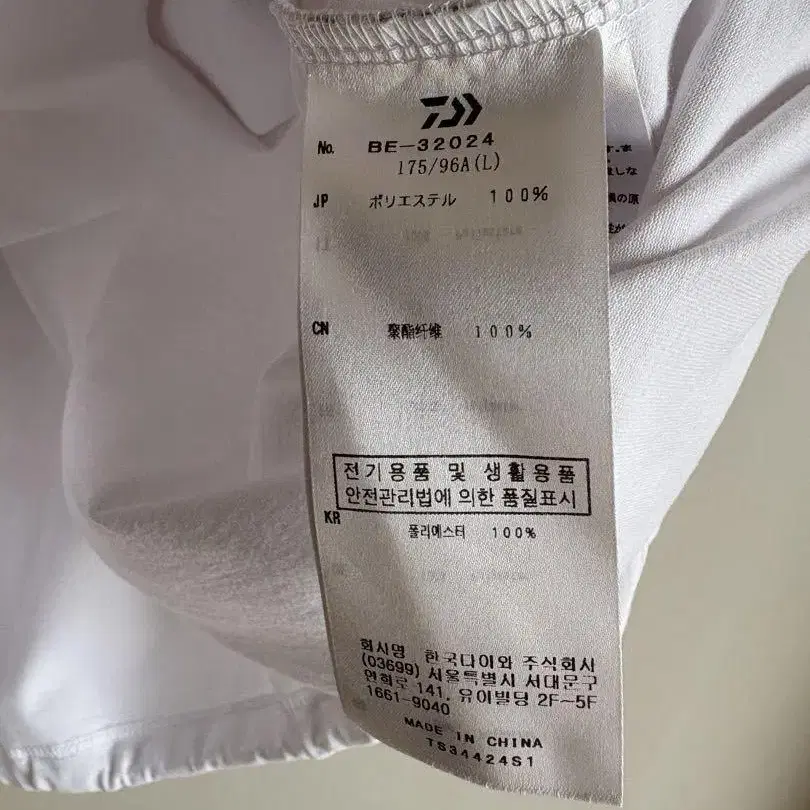 No. BE-32024
175/96A(L)
JP ポリエステル 100%
CN 聚酯纤维 100%
전기용품 및 생활용품
안전관리법에 의한 품질표시
KR
폴리에스터 100%
회사명 한국다이와 주식회사
(03699) 서울특별시 서대문구
연희로 141, 유이빌딩 2F~5F
1661-9040
MADE IN CHINA
TS34424S1